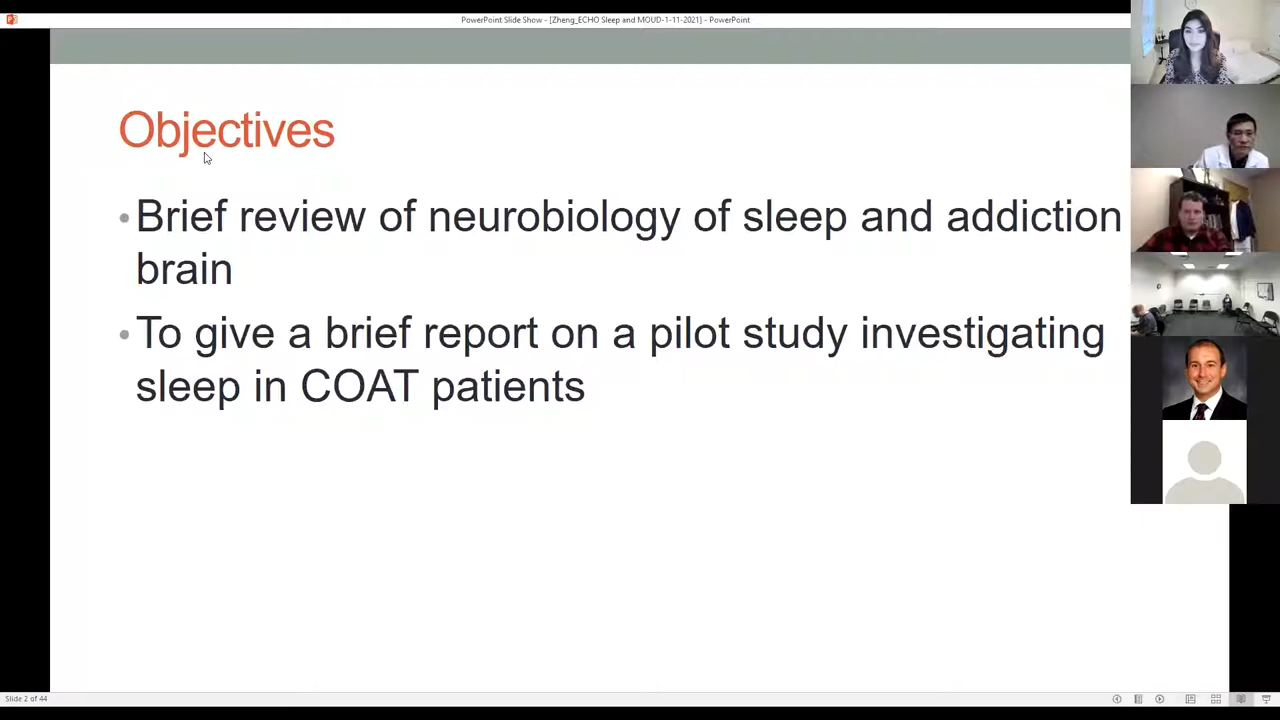 PowerPoint Slide Show - [Zheng_ECHO Sleep and MOUD-1-11-2021] - PowerPoint
Objectives
• Brief review of neurobiology of sleep and addiction
brain
• To give a brief report on a pilot study investigating
sleep in COAT patients
Slide 2 of 44